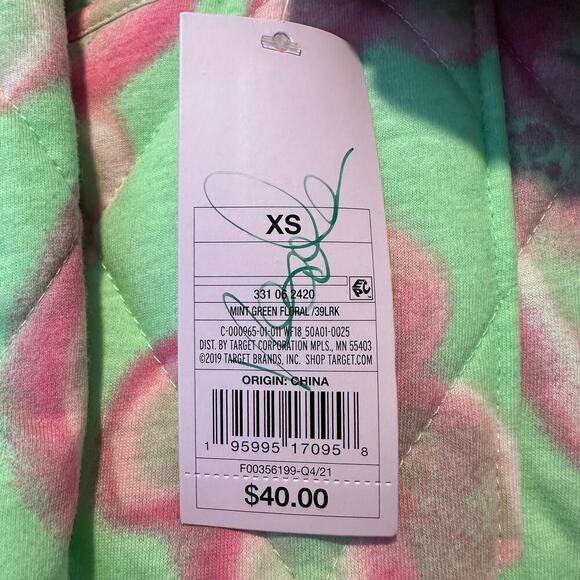 XS
331 06 2420
MINT GREEN FLORAL /39LRK
C-000965-01-011 WF18 50A01-0025
DIST. BY TARGET CORPORATION MPLS., MN 55403
©2019 TARGET BRANDS, INC. SHOP TARGET.COM
ORIGIN: CHINA
1 95995 17095 8
F00356199-Q4/21
$40.00